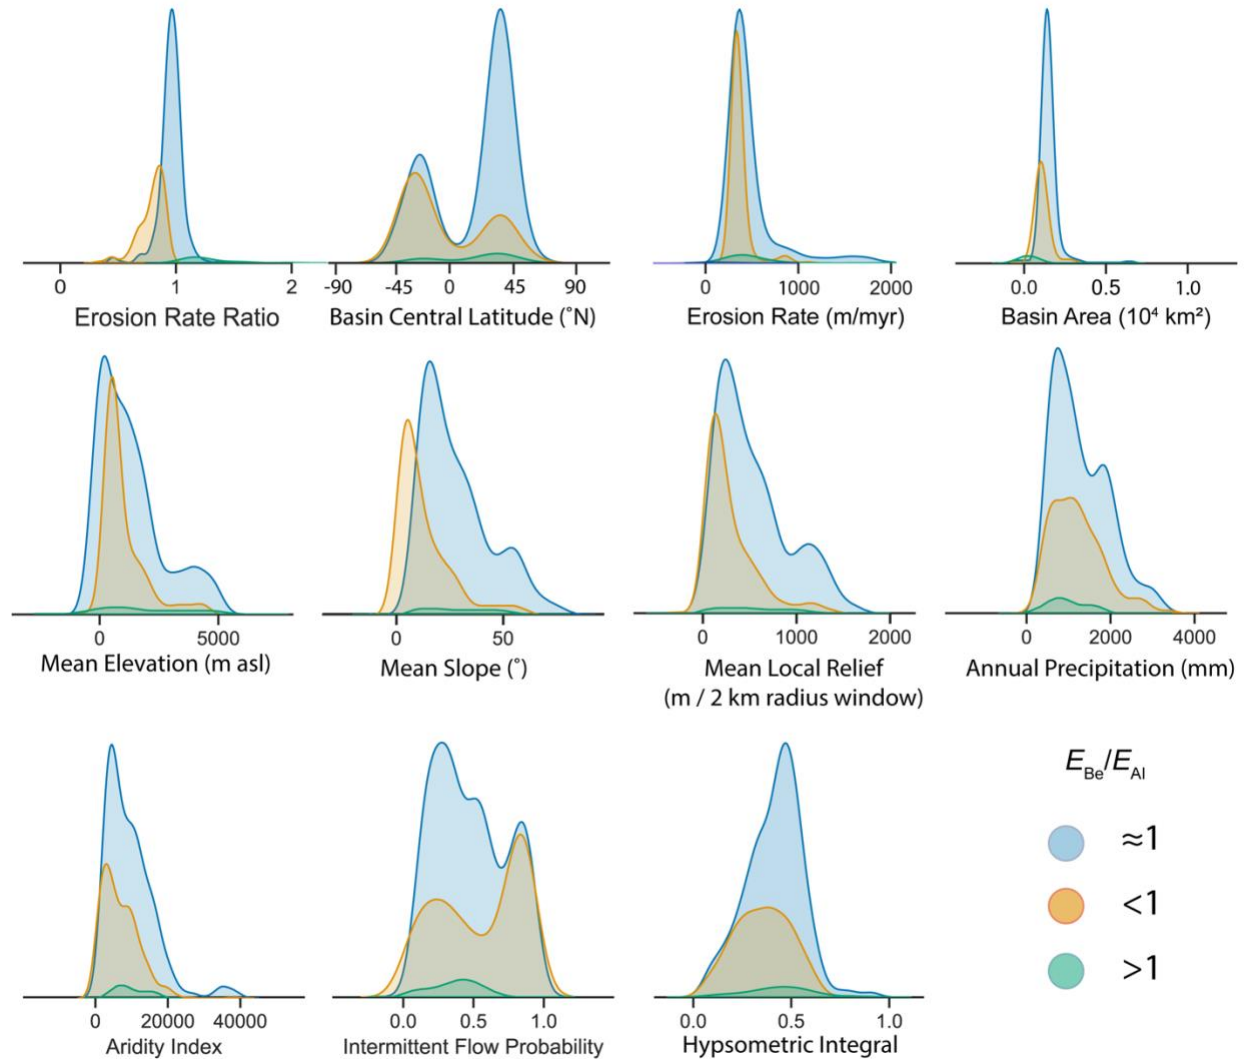 0 1 2
Erosion Rate Ratio
-90 -45 0 45 90
Basin Central Latitude (˚N)
0 1000 2000
Erosion Rate (m/myr)
0.0 0.5 1.0
Basin Area (10⁴ km²)
0 5000
Mean Elevation (m asl)
0 50
Mean Slope (˚)
0 1000 2000
Mean Local Relief
(m / 2 km radius window)
0 2000 4000
Annual Precipitation (mm)
0 20000 40000
Aridity Index
0.0 0.5 1.0
Intermittent Flow Probability
0.0 0.5 1.0
Hypsometric Integral
E_Be/E_Al
≈1
<1
>1